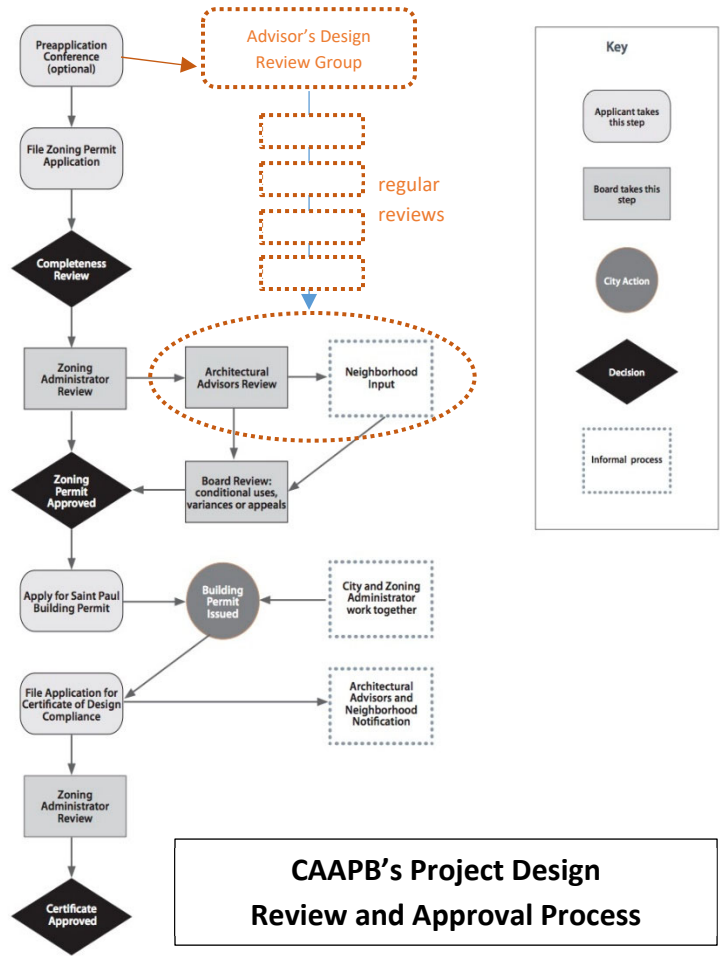 Preapplication
Conference
(optional)
Advisor’s Design
Review Group
File Zoning Permit
Application
regular
reviews
Completeness
Review
Zoning
Administrator
Review
Architectural
Advisors Review
Neighborhood
Input
Zoning
Permit
Approved
Board Review:
conditional uses,
variances or appeals
Apply for Saint Paul
Building Permit
Building
Permit
Issued
City and Zoning
Administrator
work together
File Application for
Certificate of Design
Compliance
Architectural
Advisors and
Neighborhood
Notification
Zoning
Administrator
Review
Certificate
Approved
Key
Applicant takes
this step
Board takes this
step
City Action
Decision
Informal process
CAAPB’s Project Design
Review and Approval Process